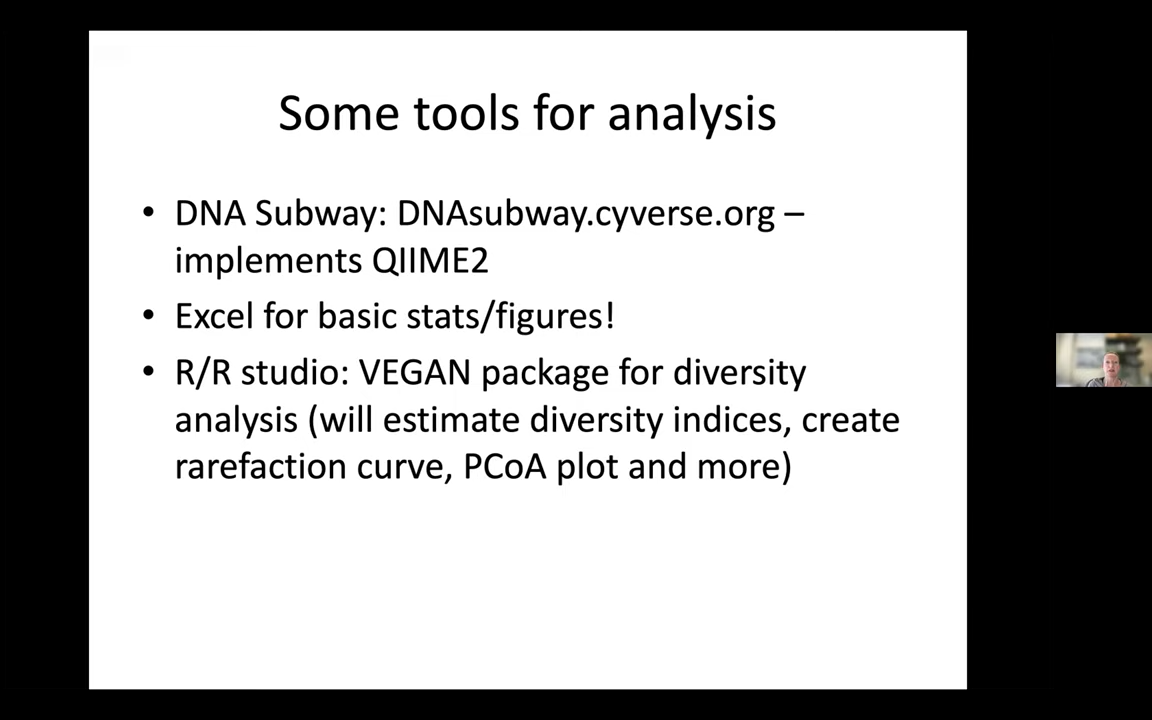 Some tools for analysis
• DNA Subway: DNAsubway.cyverse.org –
implements QIIME2
• Excel for basic stats/figures!
• R/R studio: VEGAN package for diversity
analysis (will estimate diversity indices, create
rarefaction curve, PCoA plot and more)